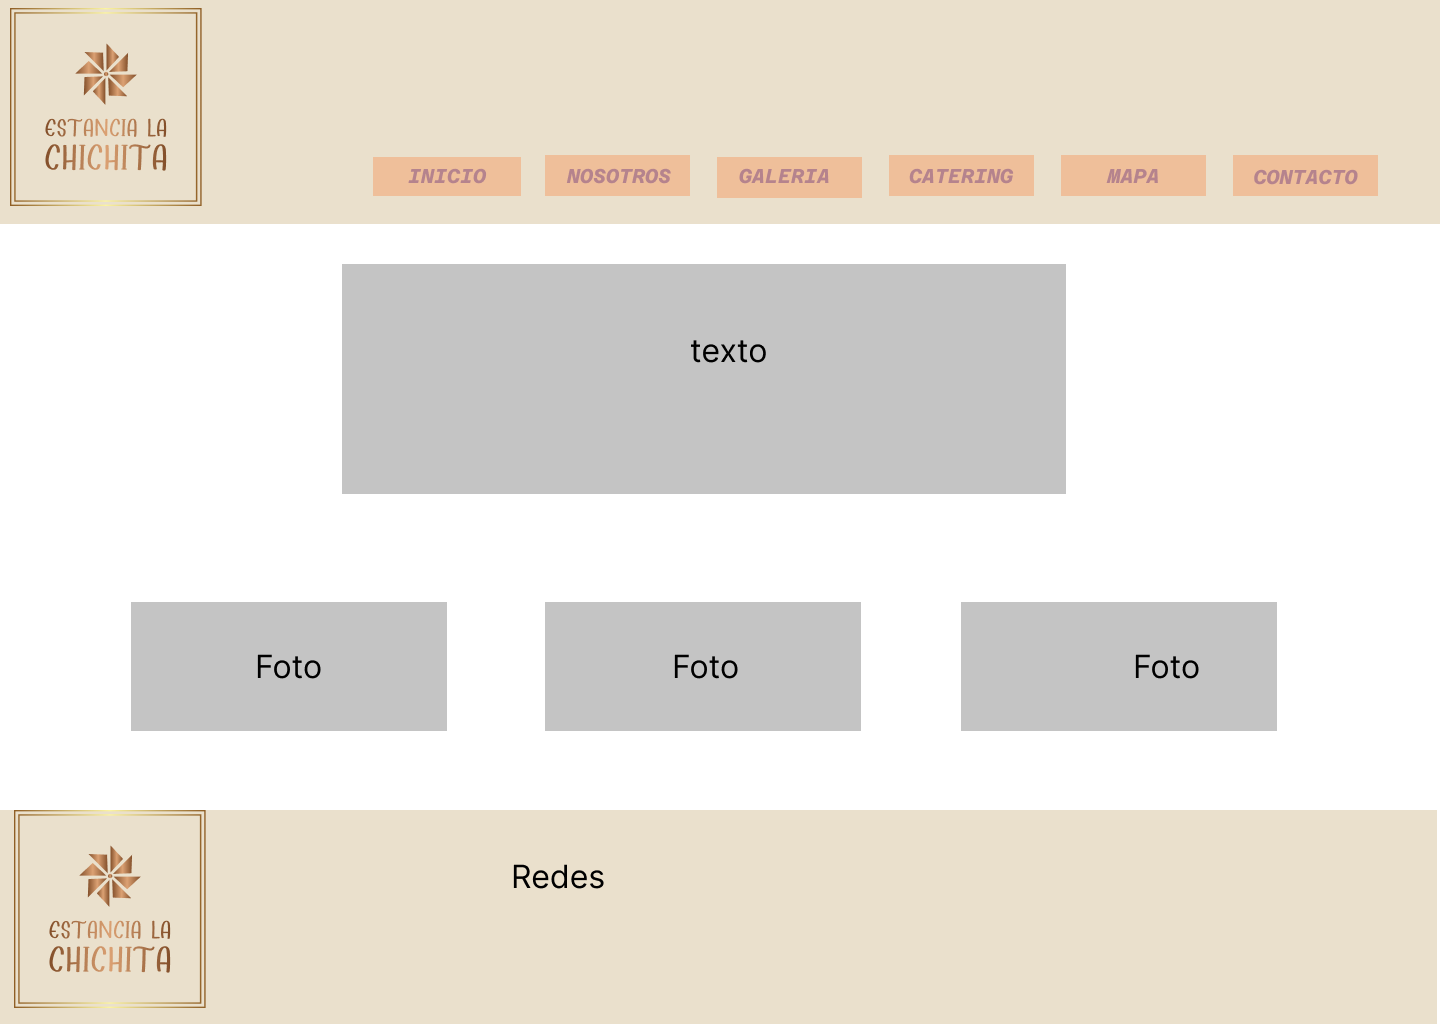 ESTANCIA LA
CHICHITA
INICIO
NOSOTROS
GALERIA
CATERING
MAPA
CONTACTO
texto
Foto
Foto
Foto
Redes
ESTANCIA LA
CHICHITA